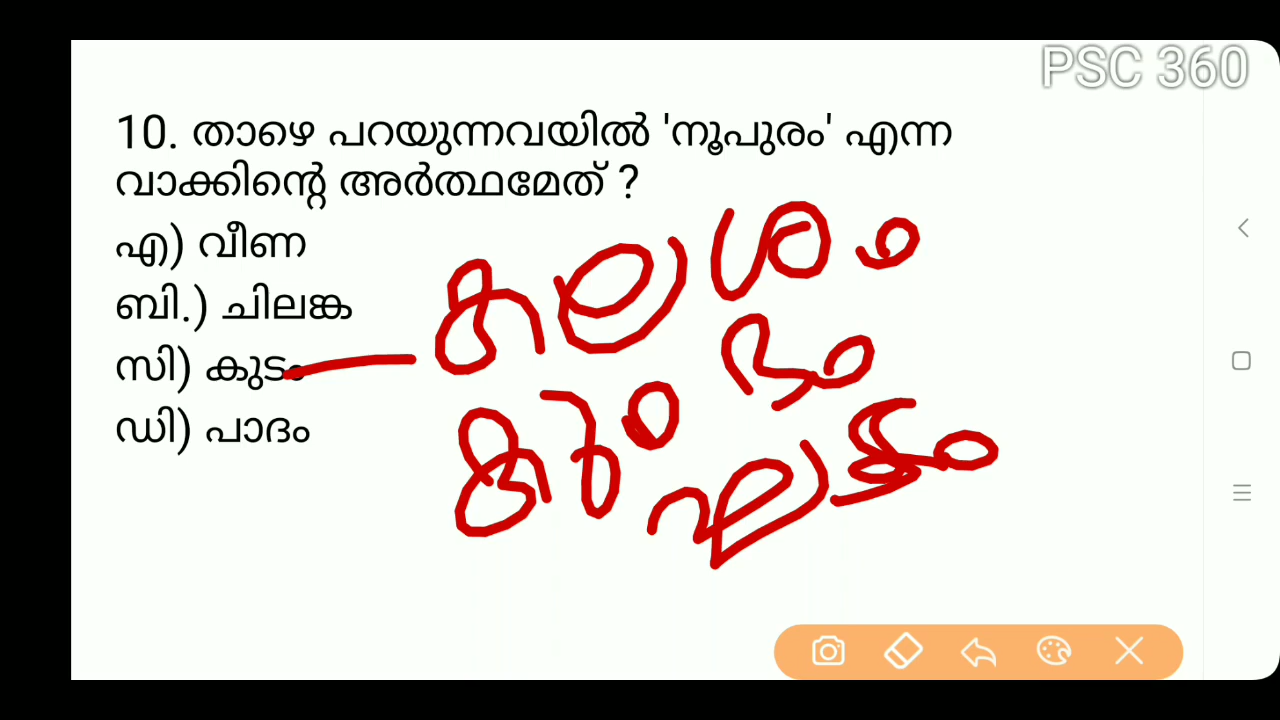 PSC 360
10. താഴെ പറയുന്നവയിൽ 'നൂപുരം' എന്ന
വാക്കിന്റെ അർത്ഥമേത് ?
എ) വീണ
ബി.) ചിലങ്ക
സി) കുടം
ഡി) പാദം
കലശം
കുംഭം
ഘടം